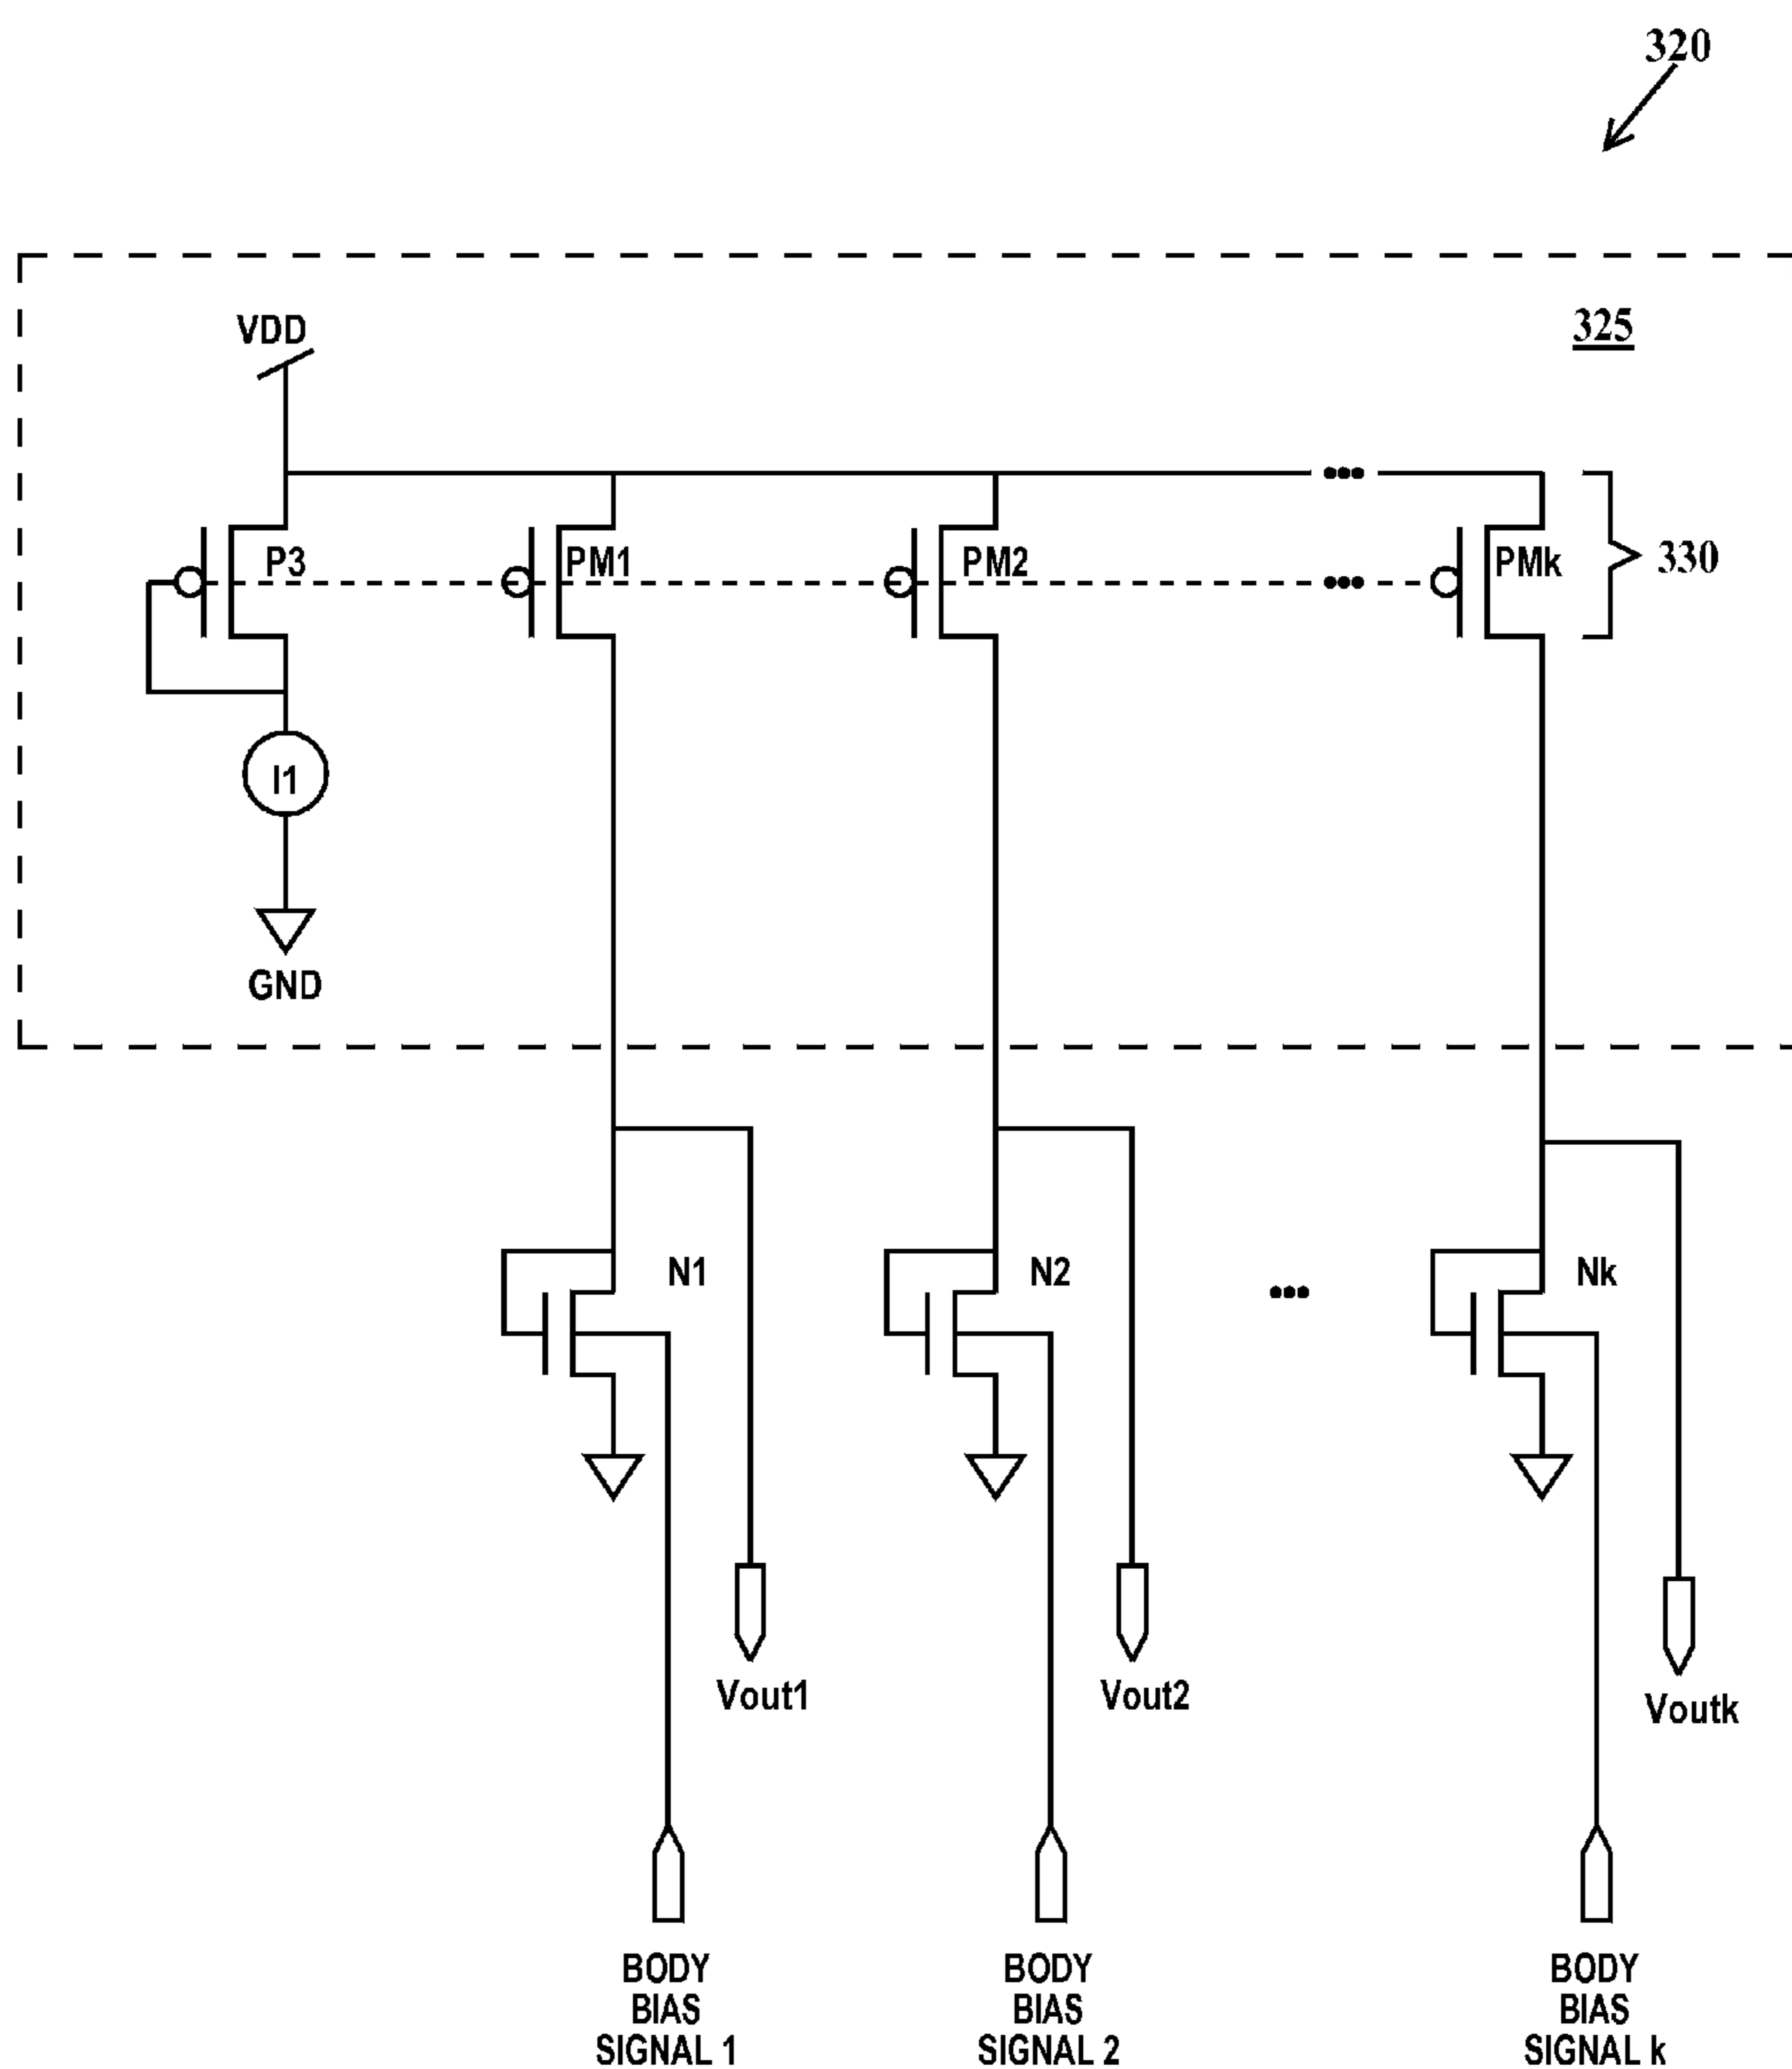 320
VDD
325
P3
PM1
PM2
PMk
330
I1
GND
N1
N2
Nk
Vout1
Vout2
Voutk
BODY
BIAS
SIGNAL 1
BODY
BIAS
SIGNAL 2
BODY
BIAS
SIGNAL k